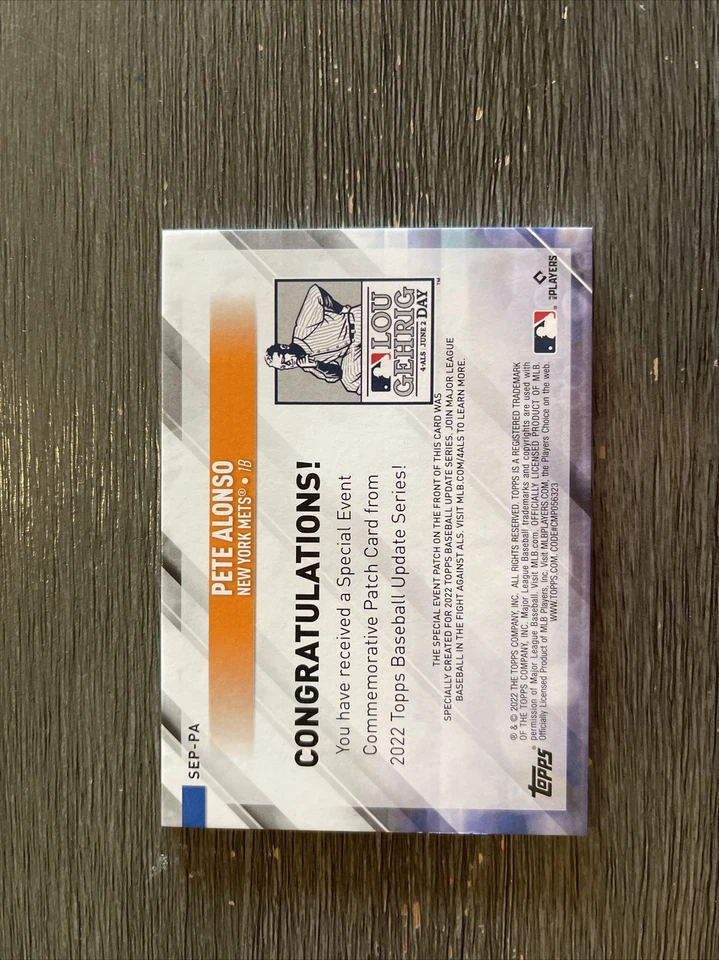 SEP-PA
PETE ALONSO
NEW YORK METS® • 1B
CONGRATULATIONS!
You have received a Special Event
Commemorative Patch Card from
2022 Topps Baseball Update Series!
LOU
GEHRIG
4-ALS JUNE 2 DAY
TM
THE SPECIAL EVENT PATCH ON THE FRONT OF THIS CARD WAS
SPECIALLY CREATED FOR 2022 TOPPS BASEBALL UPDATE SERIES. JOIN MAJOR LEAGUE
BASEBALL IN THE FIGHT AGAINST ALS. VISIT MLB.COM/4ALS TO LEARN MORE.
topps®
® & © 2022 THE TOPPS COMPANY, INC. ALL RIGHTS RESERVED. TOPPS IS A REGISTERED TRADEMARK
OF THE TOPPS COMPANY, INC. Major League Baseball trademarks and copyrights are used with
permission of Major League Baseball. Visit MLB.com. OFFICIALLY LICENSED PRODUCT OF MLB.
Officially Licensed Product of MLB Players, Inc. Visit MLBPLAYERS.COM, the Players Choice on the web.
WWW.TOPPS.COM. CODE#CMP056323
MLB PLAYERS